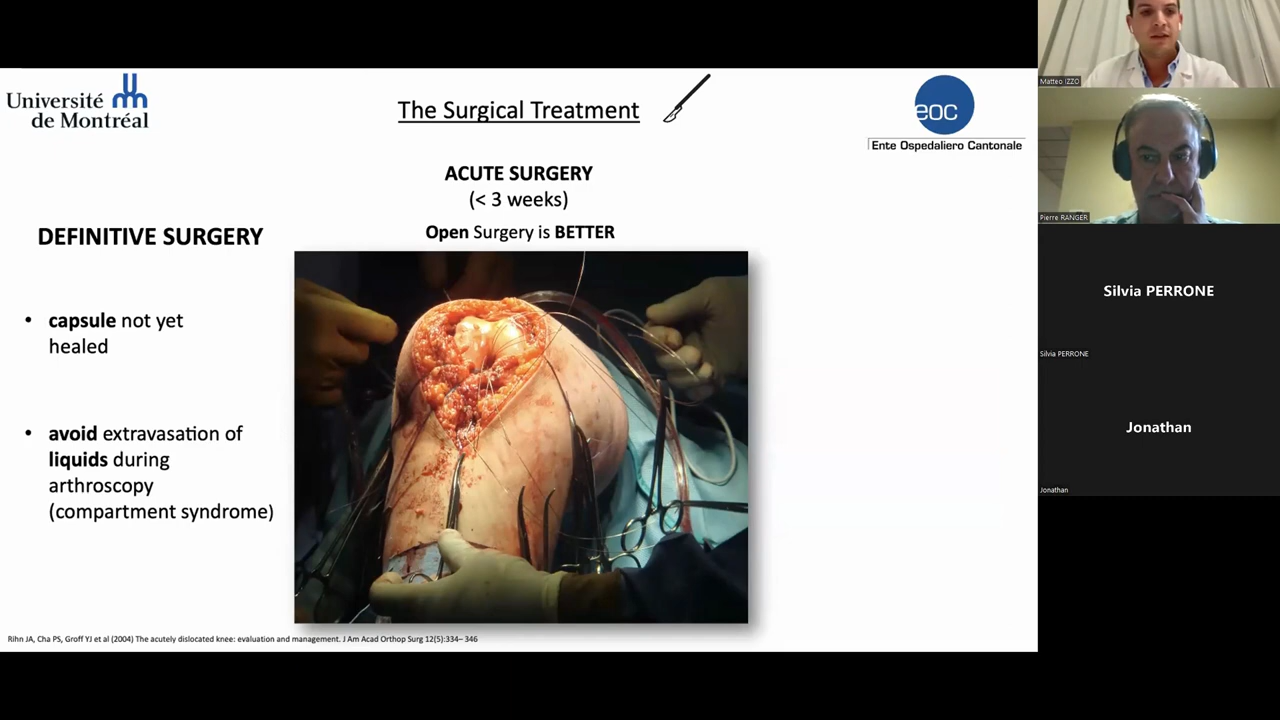 Université
de Montréal
The Surgical Treatment
eoc
Ente Ospedaliero Cantonale
ACUTE SURGERY
(< 3 weeks)
Open Surgery is BETTER
DEFINITIVE SURGERY
• capsule not yet
healed
• avoid extravasation of
liquids during
arthroscopy
(compartment syndrome)
Rihn JA, Cha PS, Groff YJ et al (2004) The acutely dislocated knee: evaluation and management. J Am Acad Orthop Surg 12(5):334–346
Matteo IZZO
Pierre RANGER
Silvia PERRONE
Silvia PERRONE
Jonathan
Jonathan